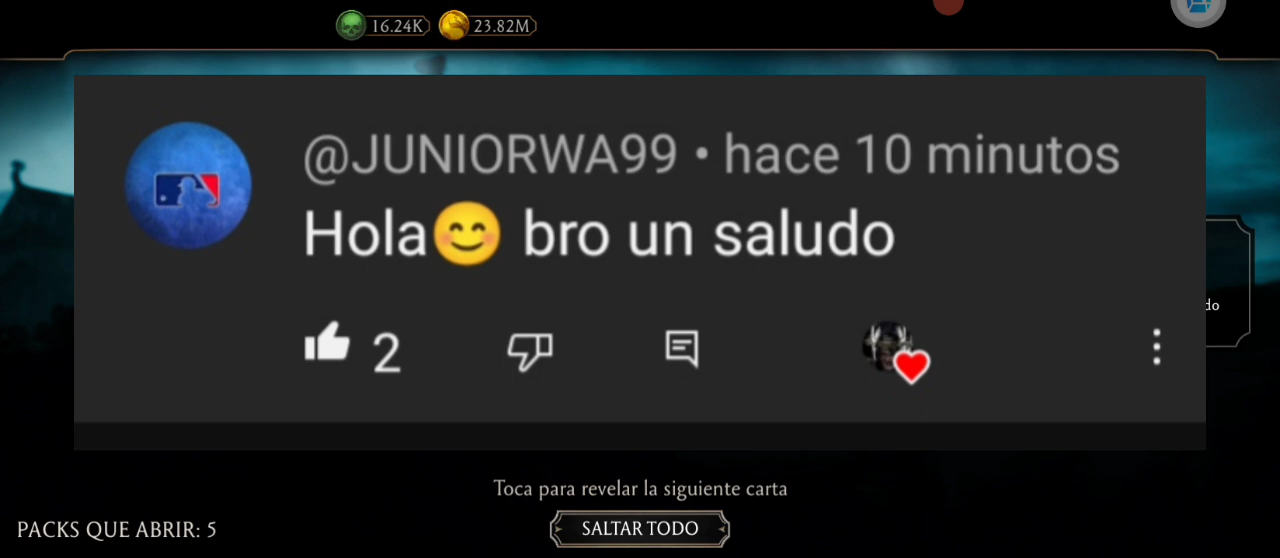 16.24K 23.82M
@JUNIORWA99 • hace 10 minutos
Hola😊 bro un saludo
2
Toca para revelar la siguiente carta
SALTAR TODO
PACKS QUE ABRIR: 5